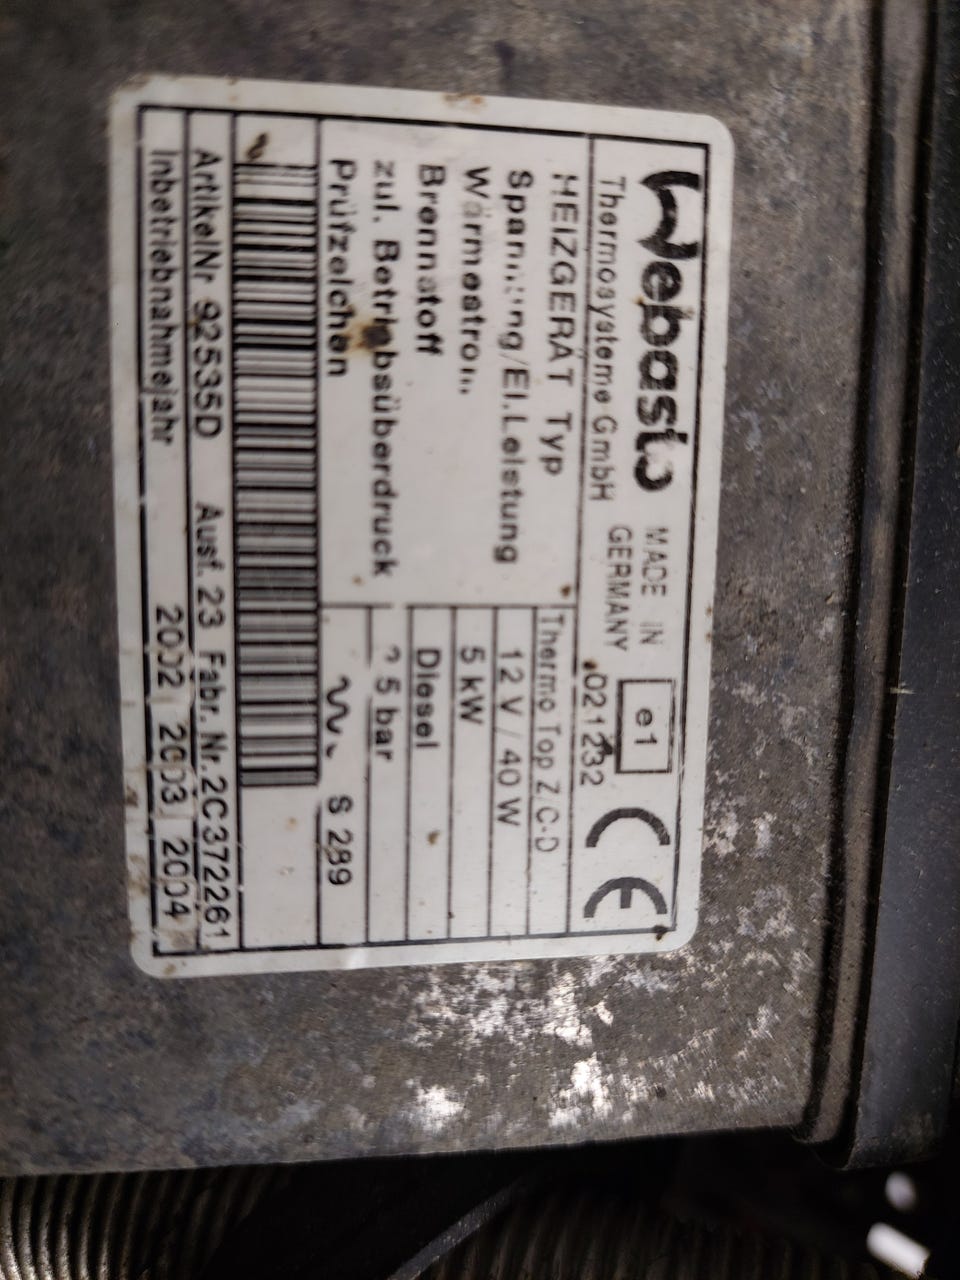 Webasto MADE IN GERMANY e1
Thermosysteme GmbH 021232 CE
HEIZGERÄT Typ Thermo Top Z/C-D
Spannung/El.Leistung 12 V / 40 W
Wärmestrom 5 kW
Brennstoff Diesel
zul. Betriebsüberdruck 5 bar
Prüfzeichen S 289
ArtikelNr 92535D Ausf. 23 Fabr. Nr. 2C372261
Inbetriebnahmejahr 2002 2003 2004